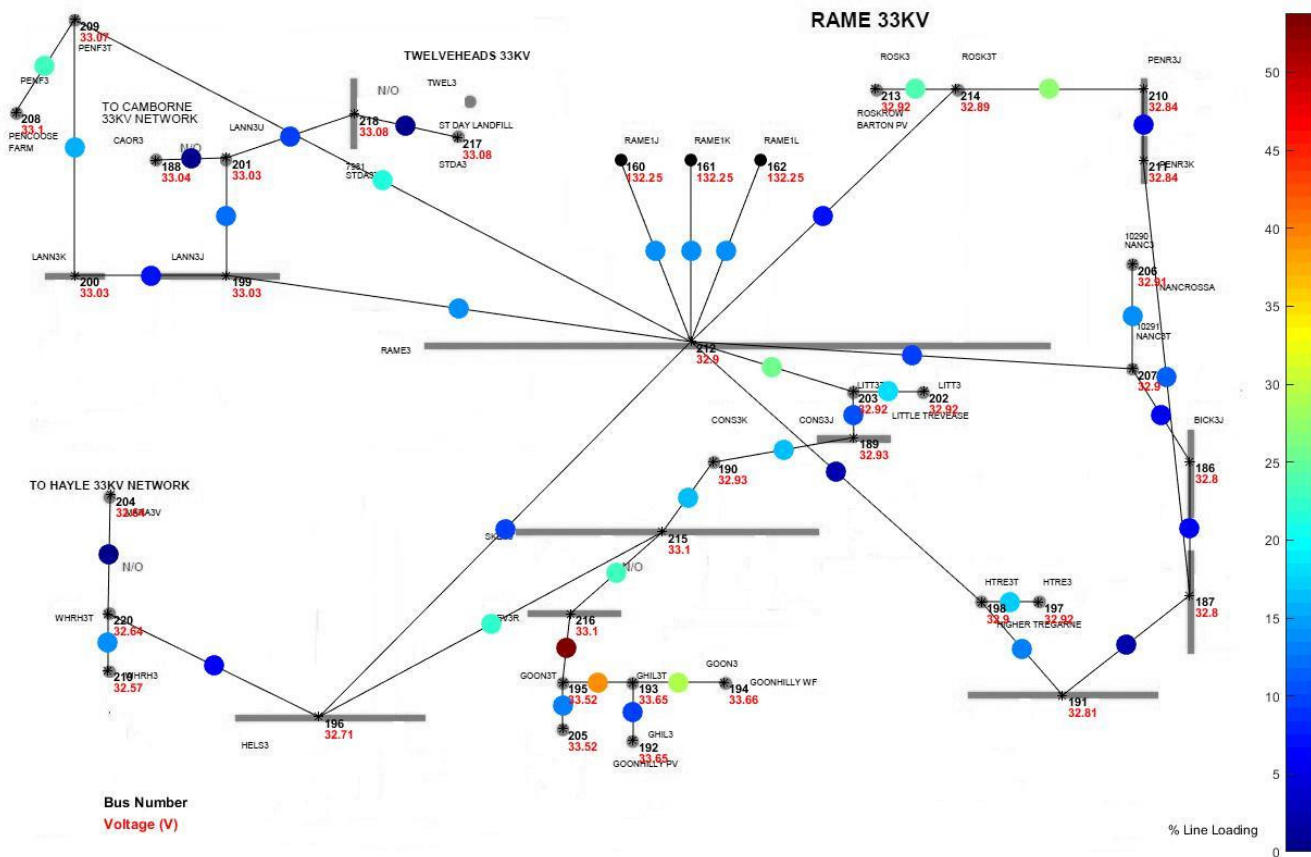 RAME 33KV
209
33.07
PENF3T
PENF3
208
33.1
PENCOOSE
FARM
TWELVEHEADS 33KV
N/O
TWEL3
TO CAMBORNE
33KV NETWORK
LANN3U
218
33.08
ST DAY LANDFILL
217
33.08
STDA3
CAOR3
N/O
188
33.04
201
33.03
7981
LANN3K
200
33.03
LANN3J
199
33.03
RAME1J
160
132.25
RAME1K
161
132.25
RAME1L
162
132.25
ROSK3
213
32.92
ROSKROW
BARTON PV
ROSK3T
214
32.89
PENR3J
210
32.84
PENR3K
211
32.84
10290
NANC3
206
32.91
NANCROSSA
10291
NANC3T
207
32.9
RAME3
212
32.9
LITT3T
203
32.92
LITT3
202
32.92
LITTLE TREVEASE
CONS3K
CONS3J
189
32.93
190
32.93
BICK3J
186
32.8
187
32.8
TO HAYLE 33KV NETWORK
204
N/O
WHRH3T
220
32.64
219
32.57
WHRH3
215
33.1
N/O
216
33.1
HELS3
196
32.71
GOON3T
195
33.52
GHIL3T
193
33.65
GOON3
194
33.66
GOONHILLY WF
205
33.52
GHIL3
192
33.65
GOONHILLY PV
HTRE3T
198
32.9
HTRE3
197
32.92
HIGHER TREGARNE
191
32.81
Bus Number
Voltage (V)
% Line Loading
50
45
40
35
30
25
20
15
10
5
0